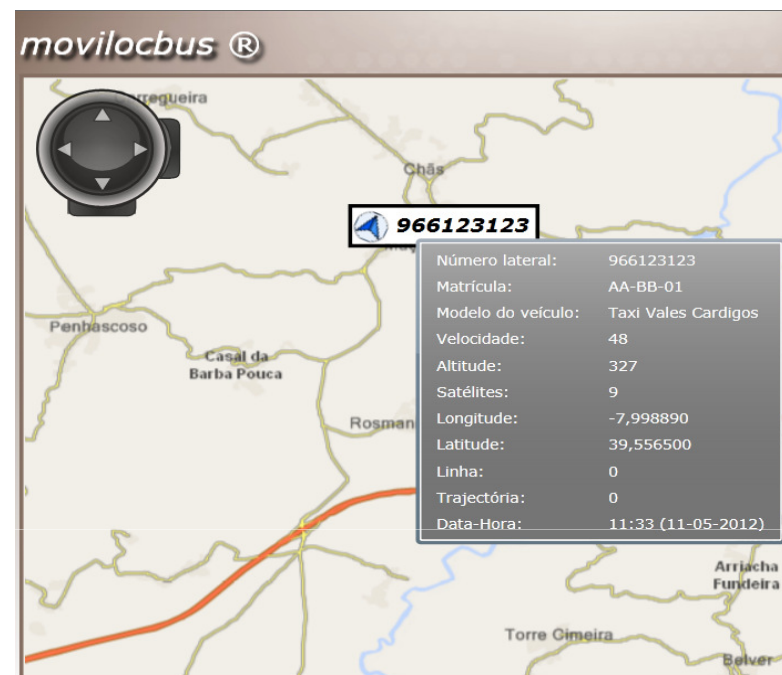 movilocbus ®
Chãs
966123123
Número lateral: 966123123
Matrícula: AA-BB-01
Modelo do veículo: Taxi Vales Cardigos
Velocidade: 48
Altitude: 327
Satélites: 9
Longitude: -7,998890
Latitude: 39,556500
Linha: 0
Trajectória: 0
Data-Hora: 11:33 (11-05-2012)
Penhascoso
Casal da
Barba Pouca
Rosman
Arriacha
Fundeira
Torre Cimeira
Belver